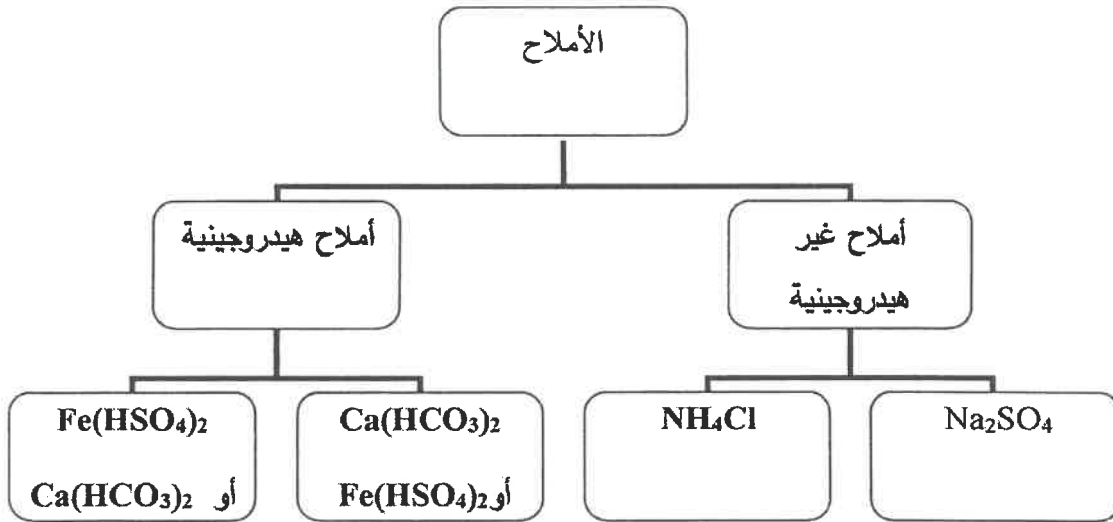 الأملاح
أملاح غير
هيدروجينية
أملاح هيدروجينية
Na₂SO₄
NH₄Cl
Ca(HCO₃)₂
أو Fe(HSO₄)₂
Fe(HSO₄)₂
أو Ca(HCO₃)₂